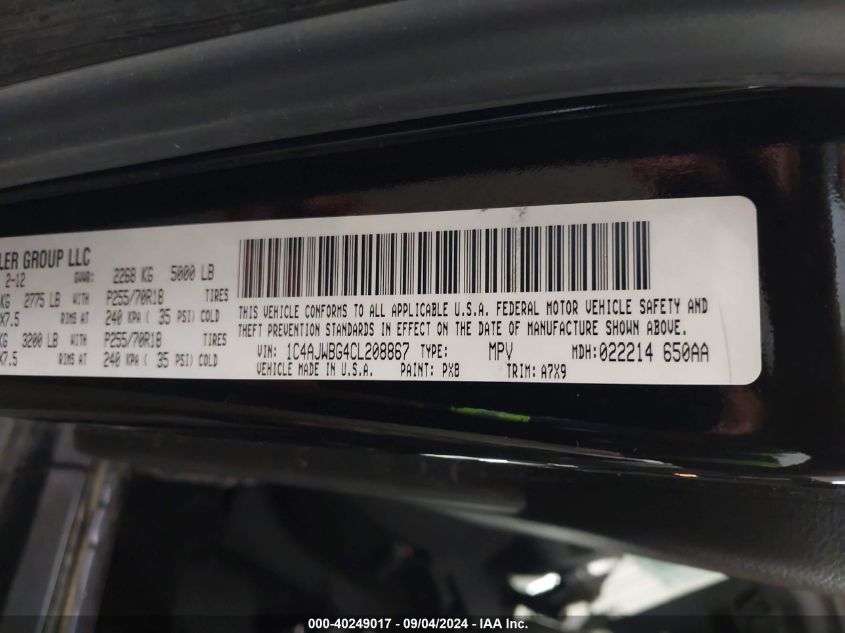 LER GROUP LLC
2-12 GVWR: 2268 KG 5000 LB
KG 2775 LB WITH P255/70R18 TIRES
X7.5 RIMS AT 240 KPA ( 35 PSI) COLD
KG 3200 LB WITH P255/70R18 TIRES
X7.5 RIMS AT 240 KPA ( 35 PSI) COLD
THIS VEHICLE CONFORMS TO ALL APPLICABLE U.S.A. FEDERAL MOTOR VEHICLE SAFETY AND
THEFT PREVENTION STANDARDS IN EFFECT ON THE DATE OF MANUFACTURE SHOWN ABOVE.
VIN: 1C4AJWBG4CL208867 TYPE: MPV MDH:022214 650AA
VEHICLE MADE IN U.S.A. PAINT: PX8 TRIM: A7X9
000-40249017 - 09/04/2024 - IAA Inc.